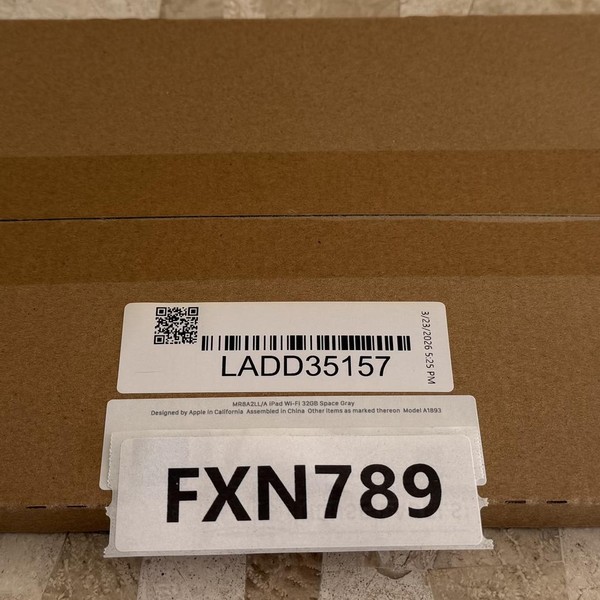 LADD35157
3/23/2026 5:25 PM
MR8A2LL/A iPad Wi-Fi 32GB Space Gray
Designed by Apple in California Assembled in China Other items as marked thereon Model A1893
FXN789